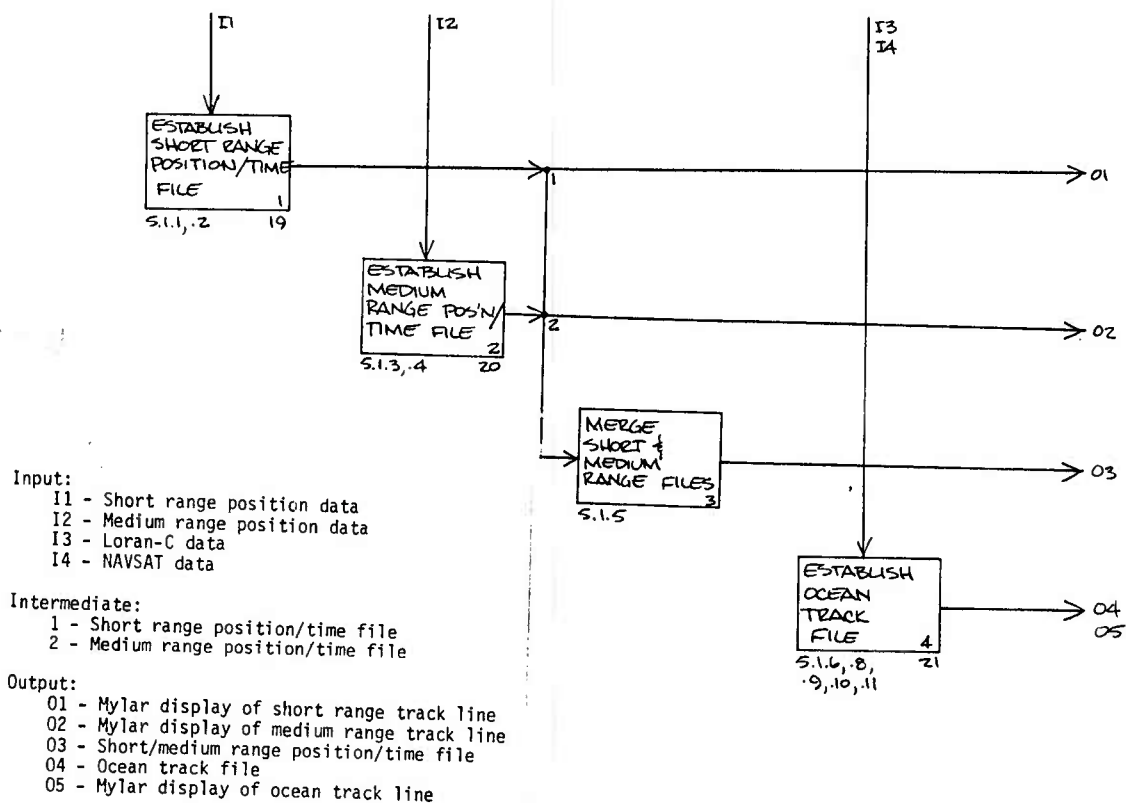 I1
I2
I3
I4
ESTABLISH
SHORT RANGE
POSITION/TIME
FILE
1
5.1.1, .2 19
1
O1
ESTABLISH
MEDIUM
RANGE POS'N/
TIME FILE
2
5.1.3, .4 20
2
O2
MERGE
SHORT &
MEDIUM
RANGE FILES
3
5.1.5
O3
ESTABLISH
OCEAN
TRACK
FILE
4
5.1.6, .8, 21
.9, .10, .11
O4
O5
Input:
I1 - Short range position data
I2 - Medium range position data
I3 - Loran-C data
I4 - NAVSAT data
Intermediate:
1 - Short range position/time file
2 - Medium range position/time file
Output:
O1 - Mylar display of short range track line
O2 - Mylar display of medium range track line
O3 - Short/medium range position/time file
O4 - Ocean track file
O5 - Mylar display of ocean track line